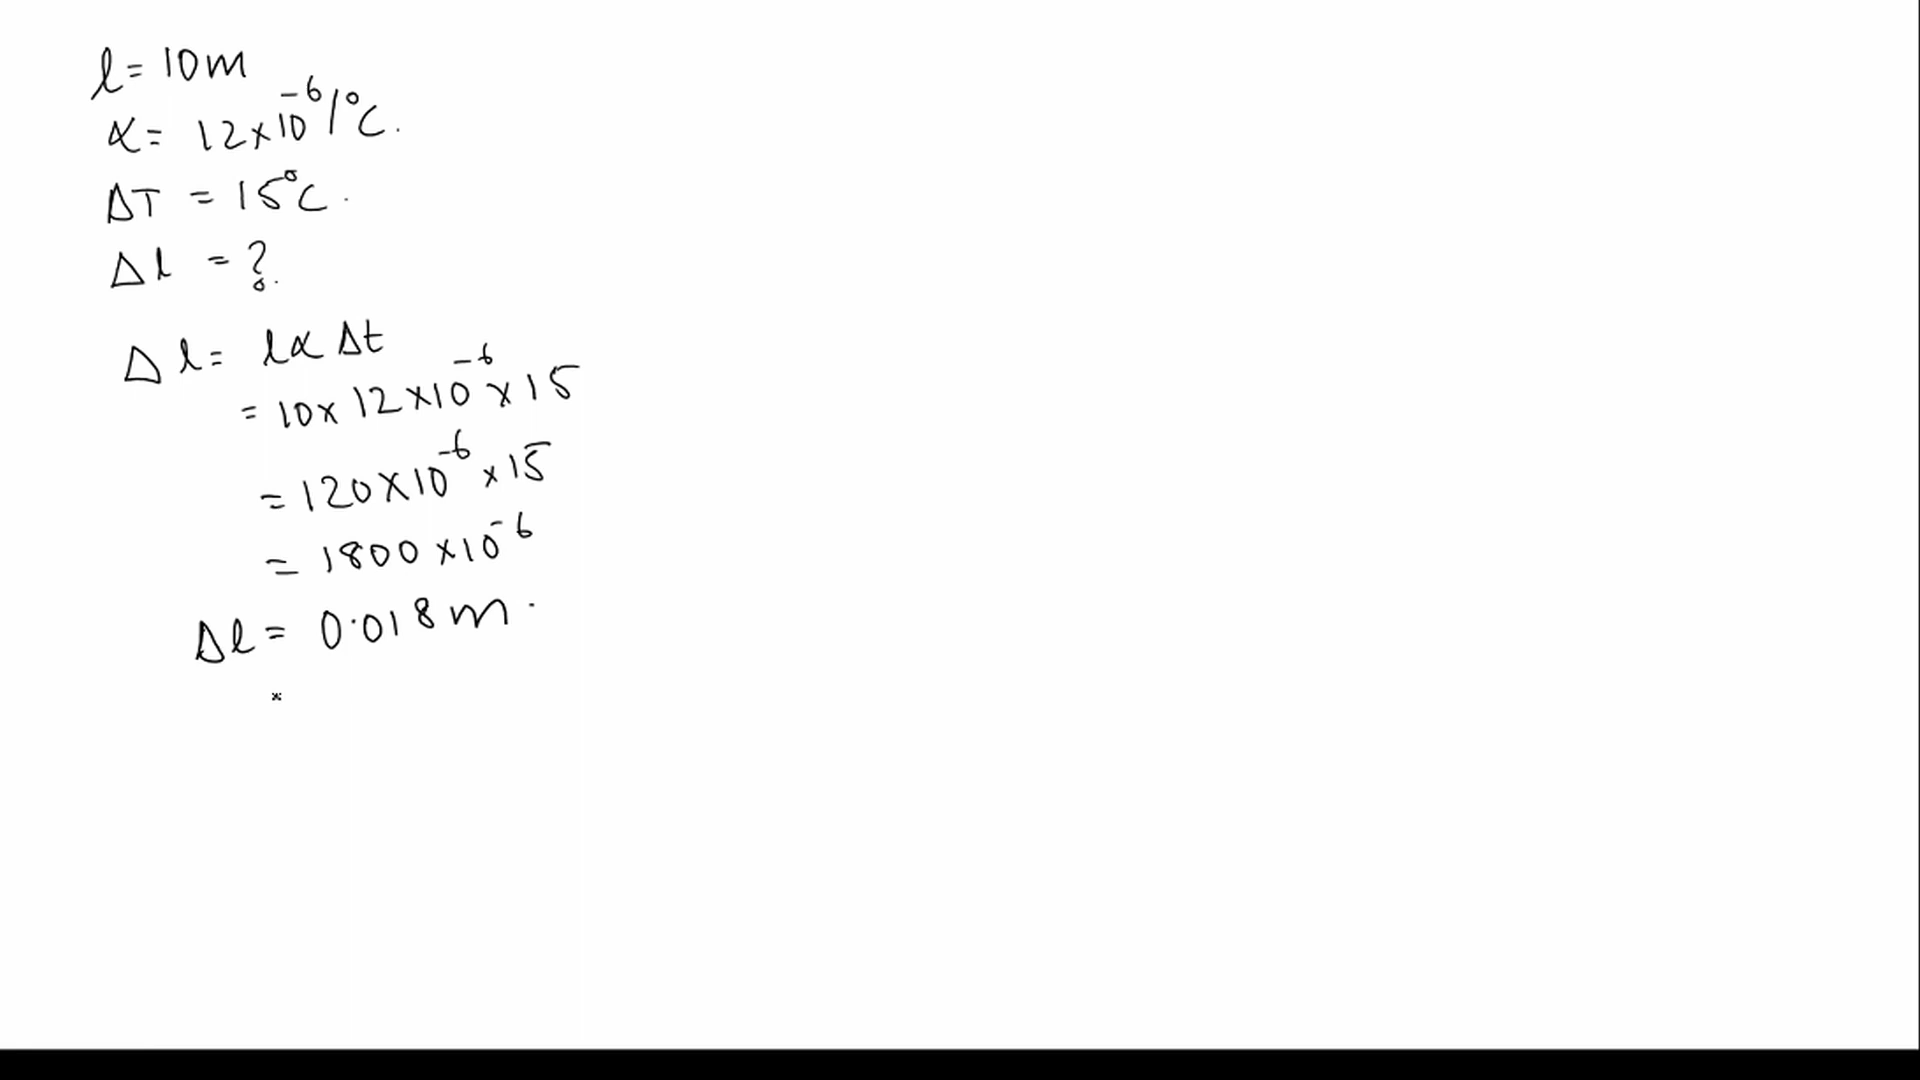 l = 10m
α = 12×10⁻⁶/°C.
ΔT = 15°C.
Δl = ?
Δl = lαΔt
= 10×12×10⁻⁶×15
= 120×10⁻⁶×15
= 1800×10⁻⁶
Δl = 0.018m.